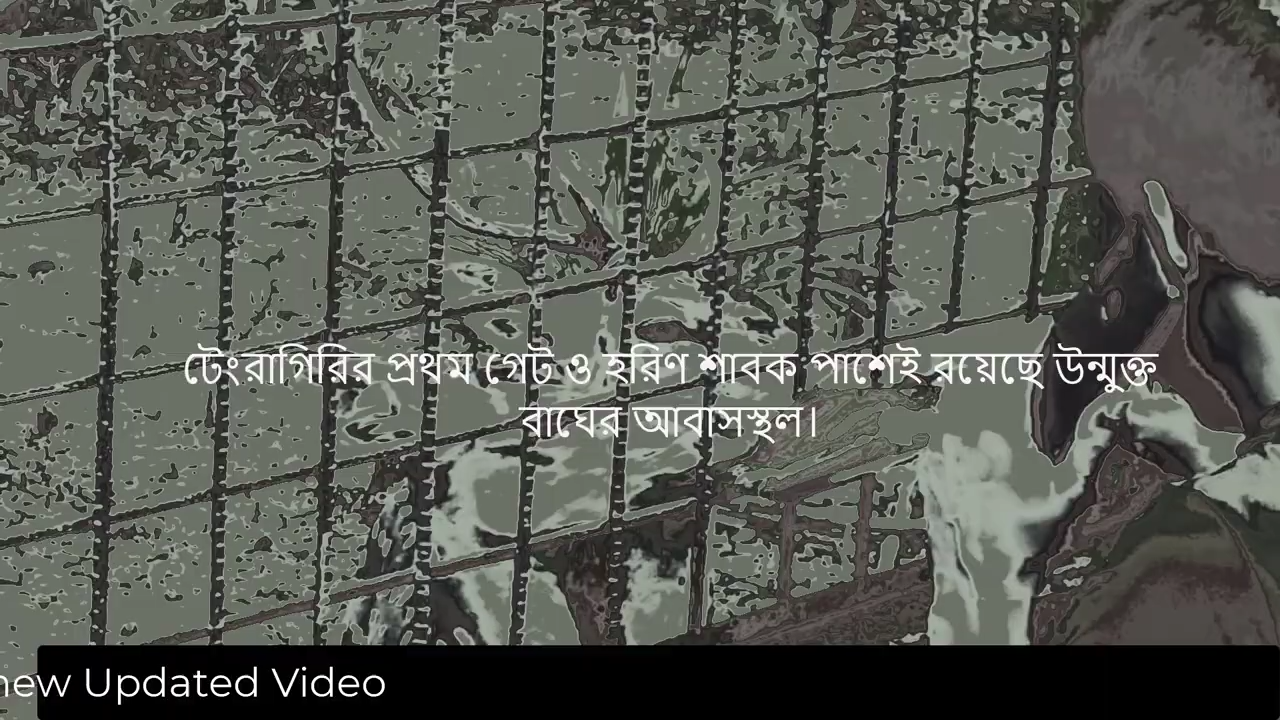 টেংরাগিরির প্রথম গেট ও হরিণ শাবক পাশেই রয়েছে উন্মুক্ত
বাঘের আবাসস্থল।
new Updated Video